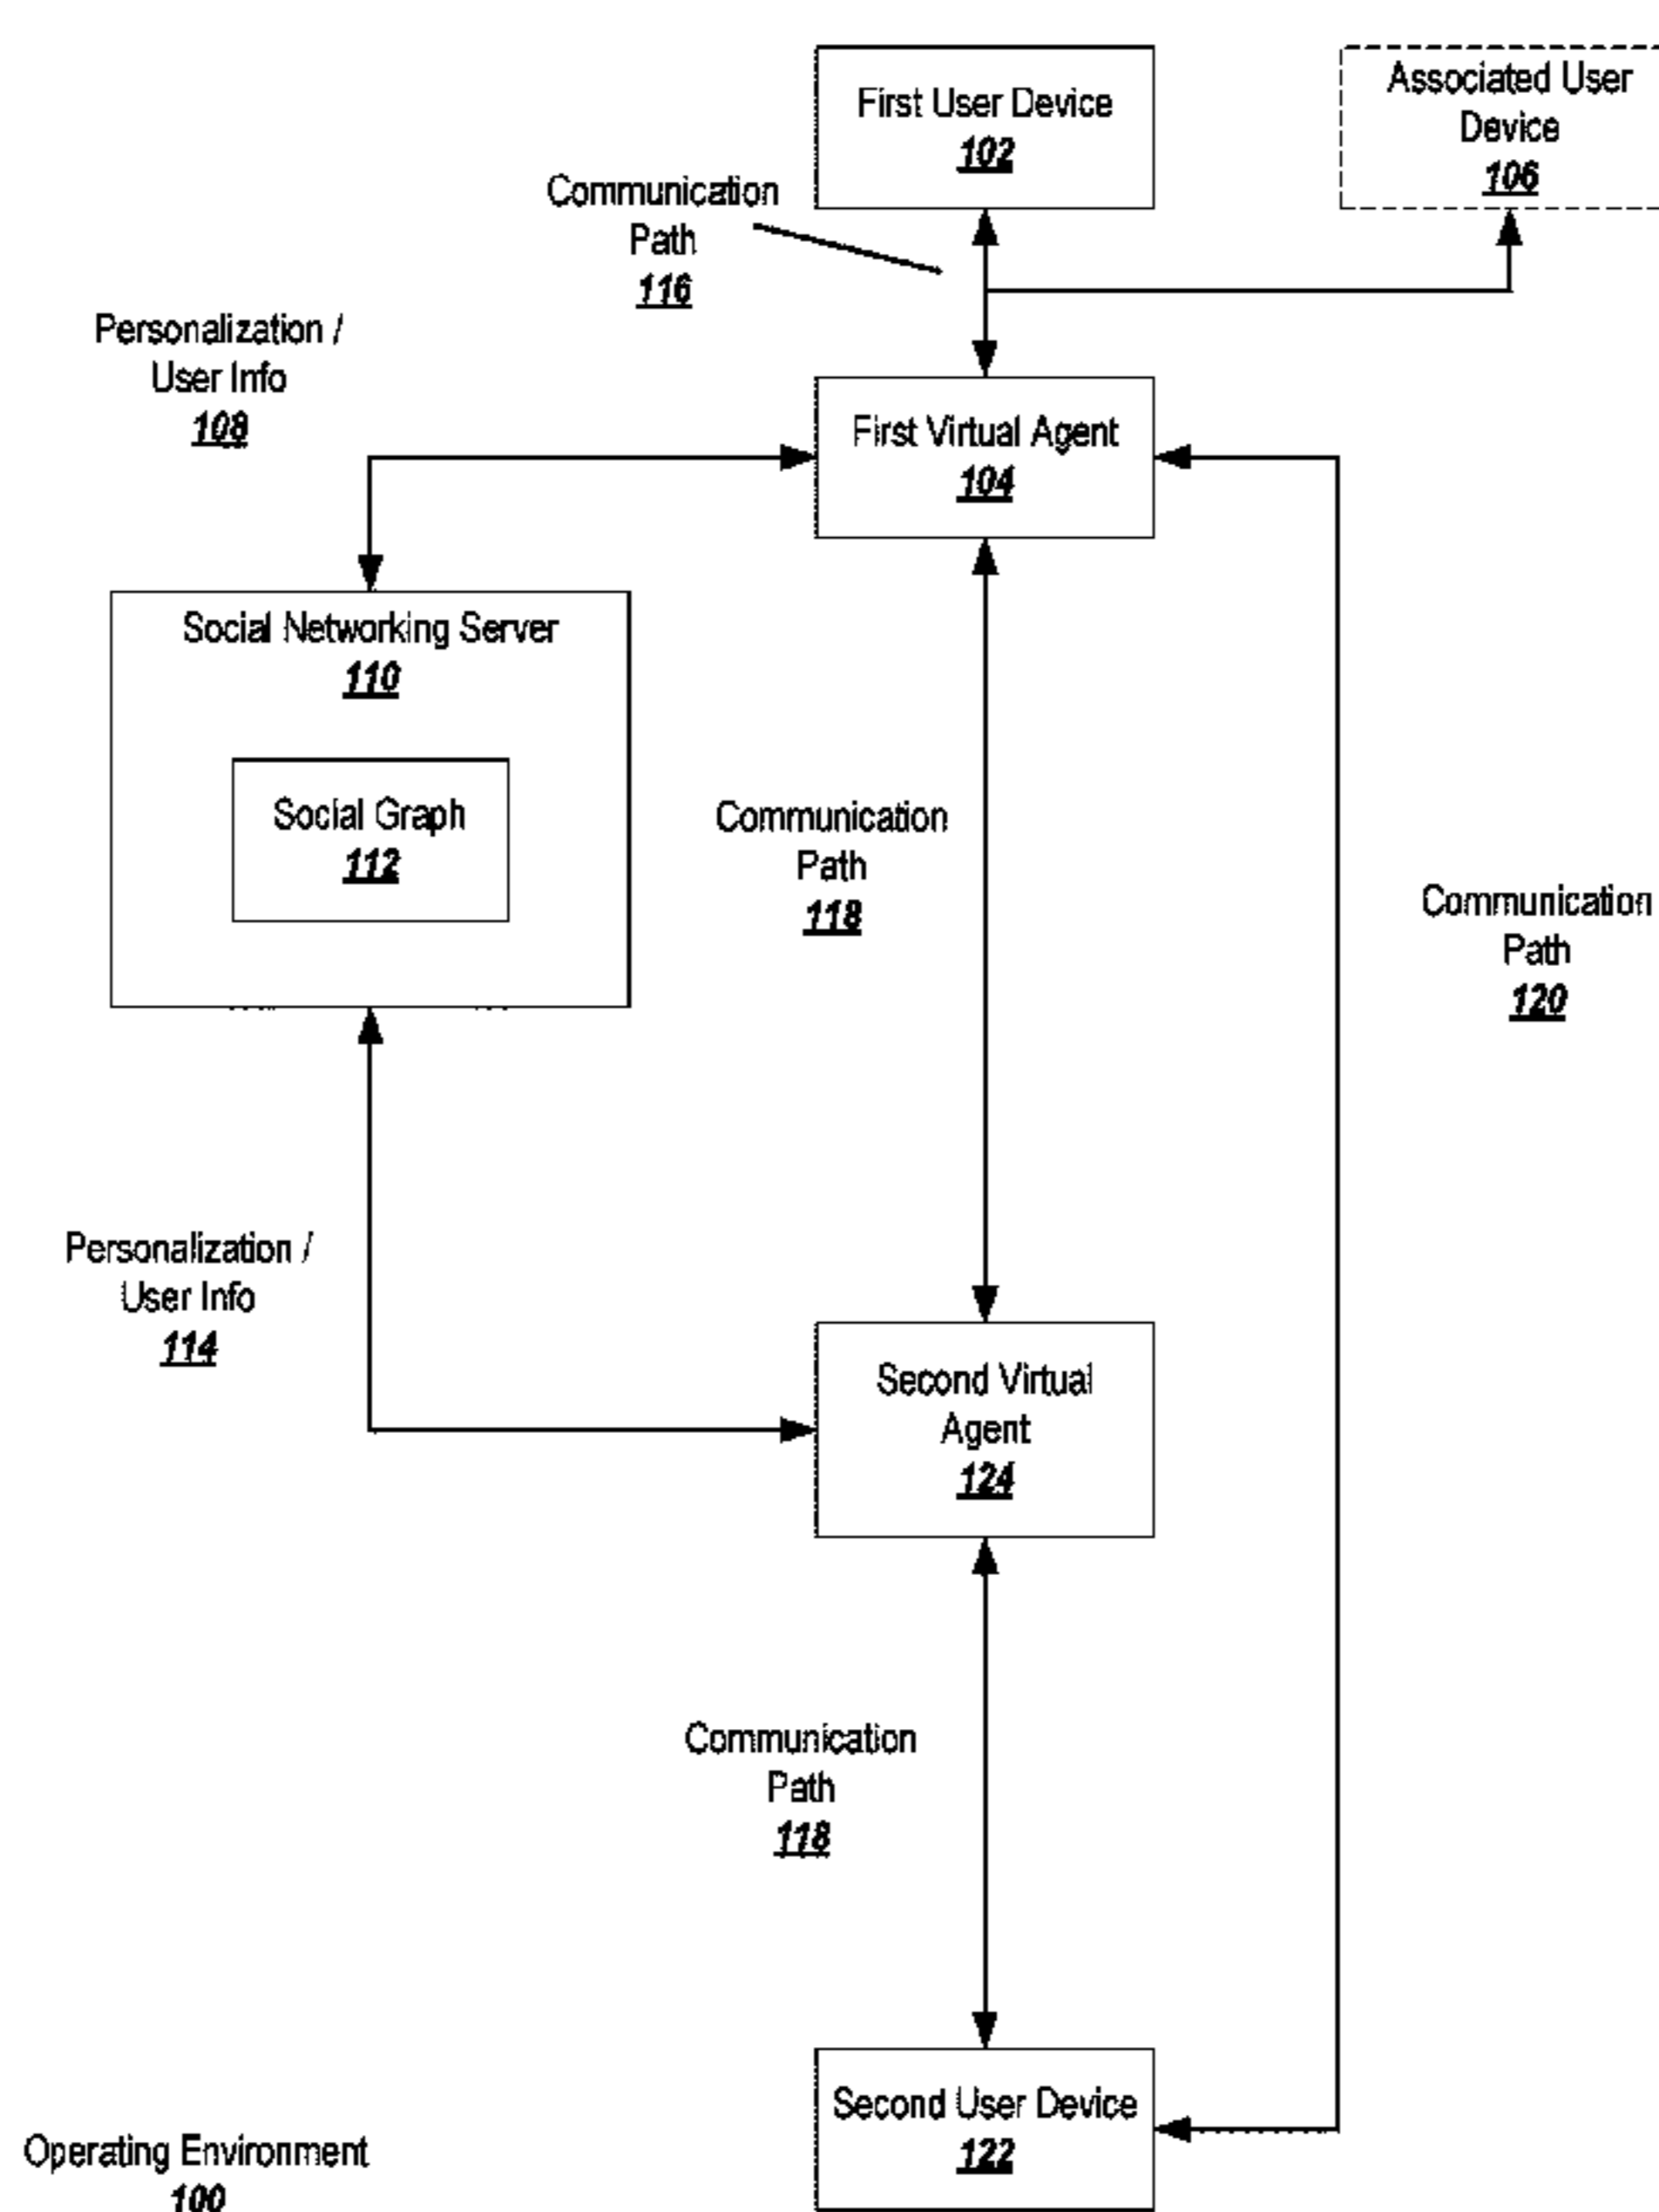 First User Device
102
Associated User
Device
106
Communication
Path
116
Personalization /
User Info
108
First Virtual Agent
104
Social Networking Server
110
Social Graph
112
Communication
Path
118
Communication
Path
120
Personalization /
User Info
114
Second Virtual
Agent
124
Communication
Path
118
Second User Device
122
Operating Environment
100